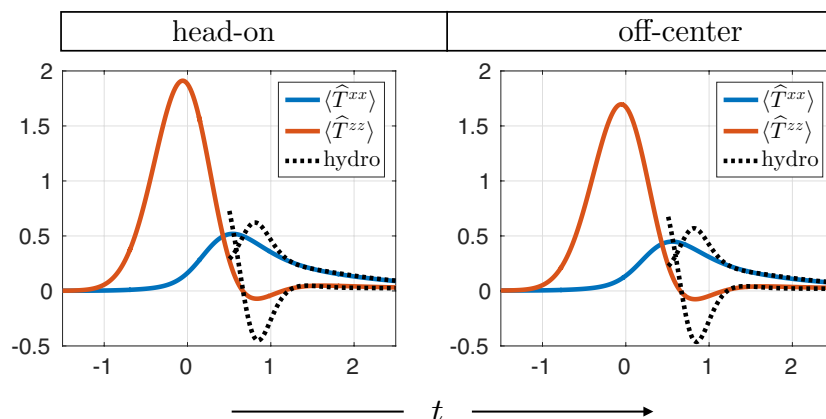 head-on off-center
2
1.5
1
0.5
0
-0.5
-1 0 1 2
⟨T̂^{xx}⟩
⟨T̂^{zz}⟩
hydro
2
1.5
1
0.5
0
-0.5
-1 0 1 2
⟨T̂^{xx}⟩
⟨T̂^{zz}⟩
hydro
t